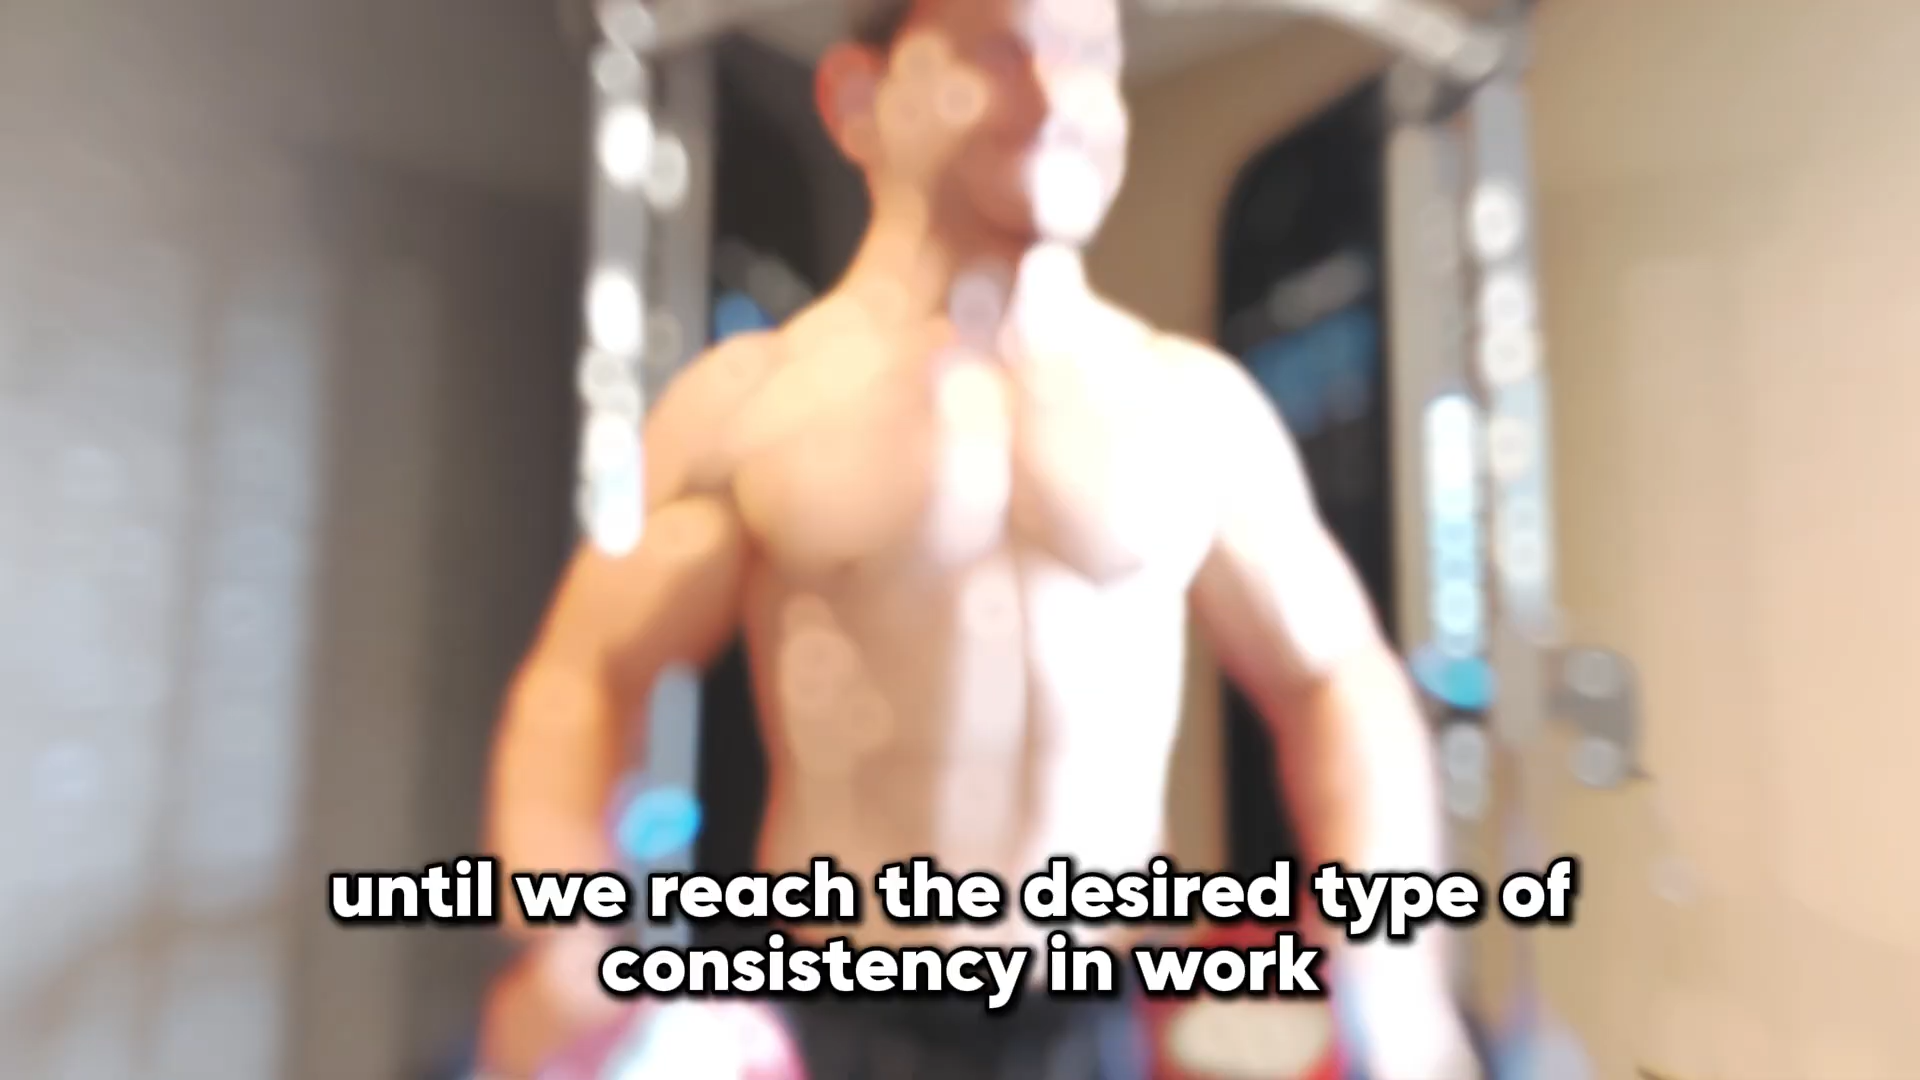 until we reach the desired type of
consistency in work